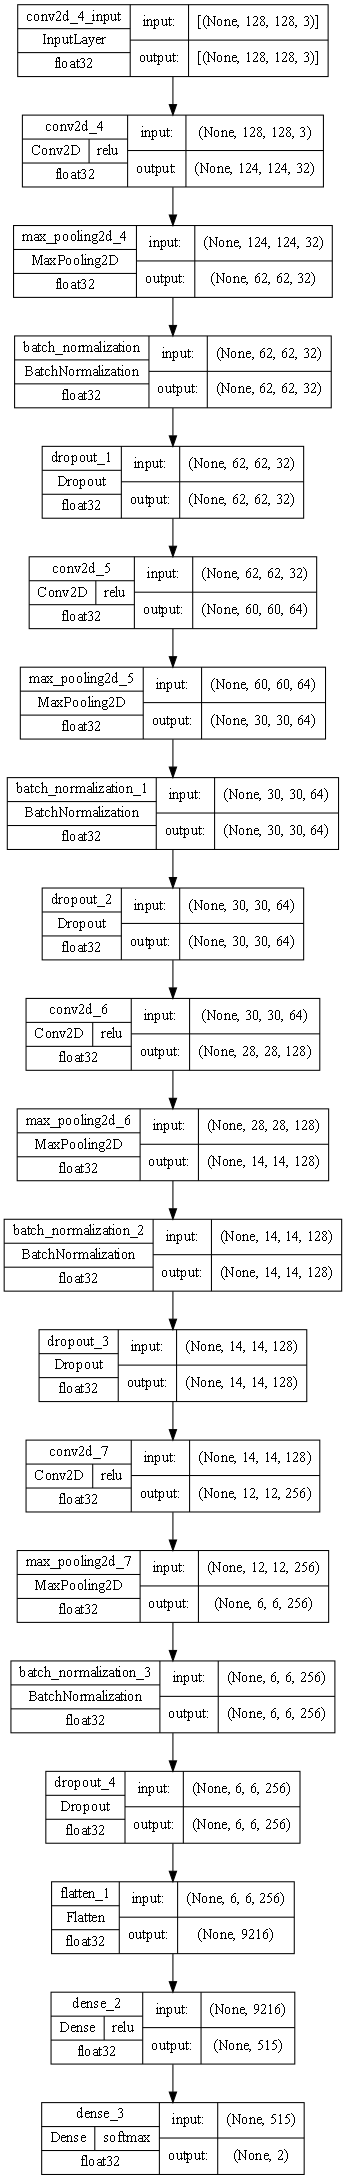 conv2d_4_input input: [(None, 128, 128, 3)]
InputLayer
float32 output: [(None, 128, 128, 3)]
conv2d_4 input: (None, 128, 128, 3)
Conv2D relu
float32 output: (None, 124, 124, 32)
max_pooling2d_4 input: (None, 124, 124, 32)
MaxPooling2D
float32 output: (None, 62, 62, 32)
batch_normalization input: (None, 62, 62, 32)
BatchNormalization
float32 output: (None, 62, 62, 32)
dropout_1 input: (None, 62, 62, 32)
Dropout
float32 output: (None, 62, 62, 32)
conv2d_5 input: (None, 62, 62, 32)
Conv2D relu
float32 output: (None, 60, 60, 64)
max_pooling2d_5 input: (None, 60, 60, 64)
MaxPooling2D
float32 output: (None, 30, 30, 64)
batch_normalization_1 input: (None, 30, 30, 64)
BatchNormalization
float32 output: (None, 30, 30, 64)
dropout_2 input: (None, 30, 30, 64)
Dropout
float32 output: (None, 30, 30, 64)
conv2d_6 input: (None, 30, 30, 64)
Conv2D relu
float32 output: (None, 28, 28, 128)
max_pooling2d_6 input: (None, 28, 28, 128)
MaxPooling2D
float32 output: (None, 14, 14, 128)
batch_normalization_2 input: (None, 14, 14, 128)
BatchNormalization
float32 output: (None, 14, 14, 128)
dropout_3 input: (None, 14, 14, 128)
Dropout
float32 output: (None, 14, 14, 128)
conv2d_7 input: (None, 14, 14, 128)
Conv2D relu
float32 output: (None, 12, 12, 256)
max_pooling2d_7 input: (None, 12, 12, 256)
MaxPooling2D
float32 output: (None, 6, 6, 256)
batch_normalization_3 input: (None, 6, 6, 256)
BatchNormalization
float32 output: (None, 6, 6, 256)
dropout_4 input: (None, 6, 6, 256)
Dropout
float32 output: (None, 6, 6, 256)
flatten_1 input: (None, 6, 6, 256)
Flatten
float32 output: (None, 9216)
dense_2 input: (None, 9216)
Dense relu
float32 output: (None, 515)
dense_3 input: (None, 515)
Dense softmax
float32 output: (None, 2)